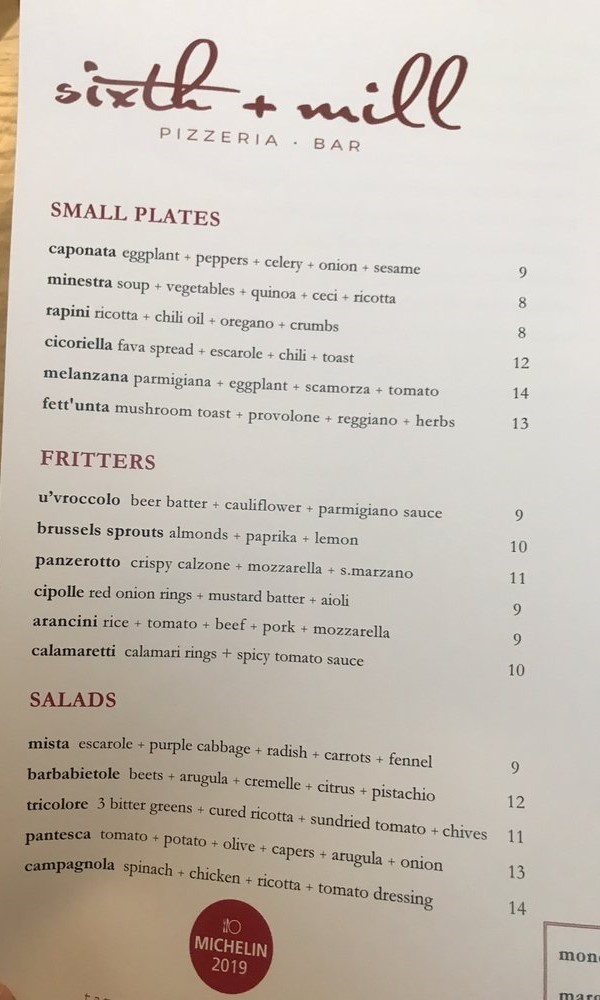 sixth + mill
PIZZERIA · BAR
SMALL PLATES
caponata eggplant + peppers + celery + onion + sesame 9
minestra soup + vegetables + quinoa + ceci + ricotta 8
rapini ricotta + chili oil + oregano + crumbs 8
cicoriella fava spread + escarole + chili + toast 12
melanzana parmigiana + eggplant + scamorza + tomato 14
fett'unta mushroom toast + provolone + reggiano + herbs 13
FRITTERS
u'vroccolo beer batter + cauliflower + parmigiano sauce 9
brussels sprouts almonds + paprika + lemon 10
panzerotto crispy calzone + mozzarella + s.marzano 11
cipolle red onion rings + mustard batter + aioli 9
arancini rice + tomato + beef + pork + mozzarella 9
calamaretti calamari rings + spicy tomato sauce 10
SALADS
mista escarole + purple cabbage + radish + carrots + fennel 9
barbabietole beets + arugula + cremelle + citrus + pistachio 12
tricolore 3 bitter greens + cured ricotta + sundried tomato + chives 11
pantesca tomato + potato + olive + capers + arugula + onion 13
campagnola spinach + chicken + ricotta + tomato dressing 14
MICHELIN
2019